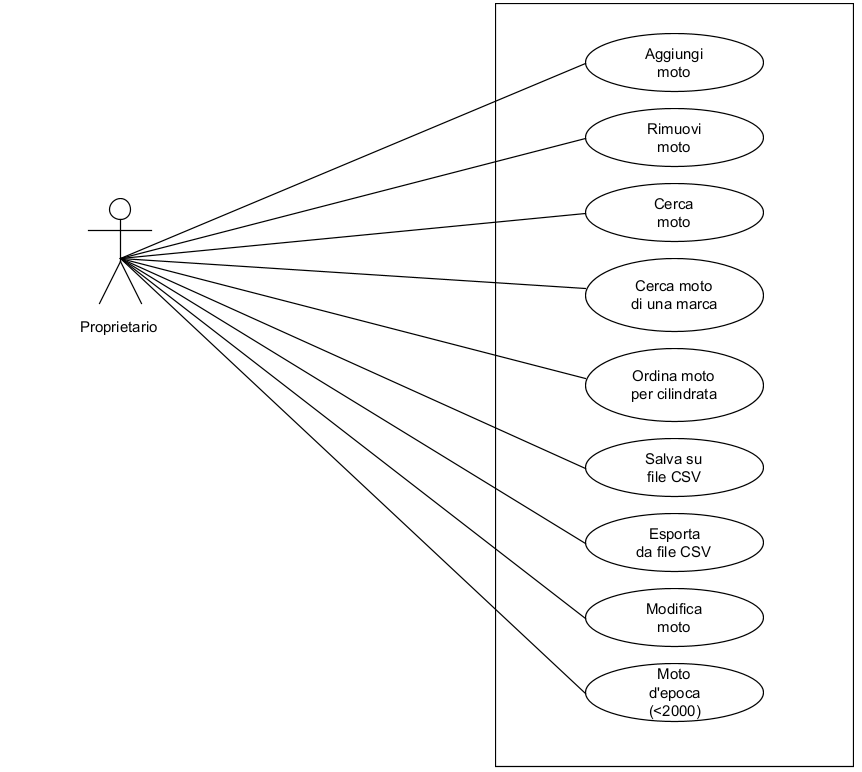 Aggiungi
moto
Rimuovi
moto
Cerca
moto
Cerca moto
di una marca
Proprietario
Ordina moto
per cilindrata
Salva su
file CSV
Esporta
da file CSV
Modifica
moto
Moto
d'epoca
(<2000)